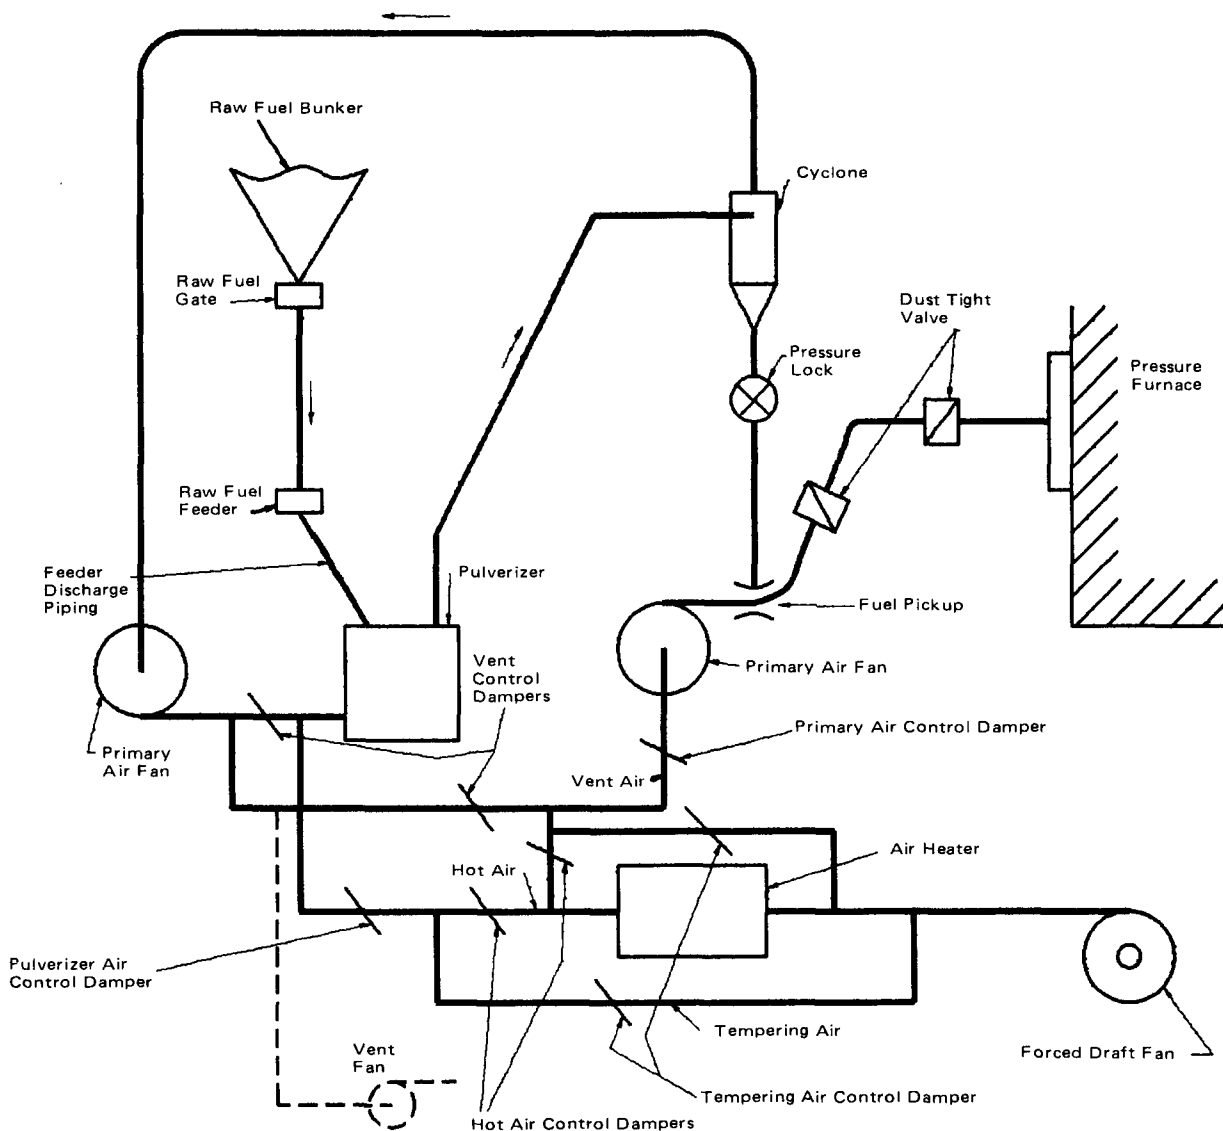 Raw Fuel Bunker
Cyclone
Raw Fuel
Gate
Dust Tight
Valve
Pressure
Lock
Pressure
Furnace
Raw Fuel
Feeder
Feeder
Discharge
Piping
Pulverizer
Fuel Pickup
Vent
Control
Dampers
Primary Air Fan
Primary
Air Fan
Primary Air Control Damper
Vent Air
Hot Air
Air Heater
Pulverizer Air
Control Damper
Tempering Air
Vent
Fan
Forced Draft Fan
Tempering Air Control Damper
Hot Air Control Dampers